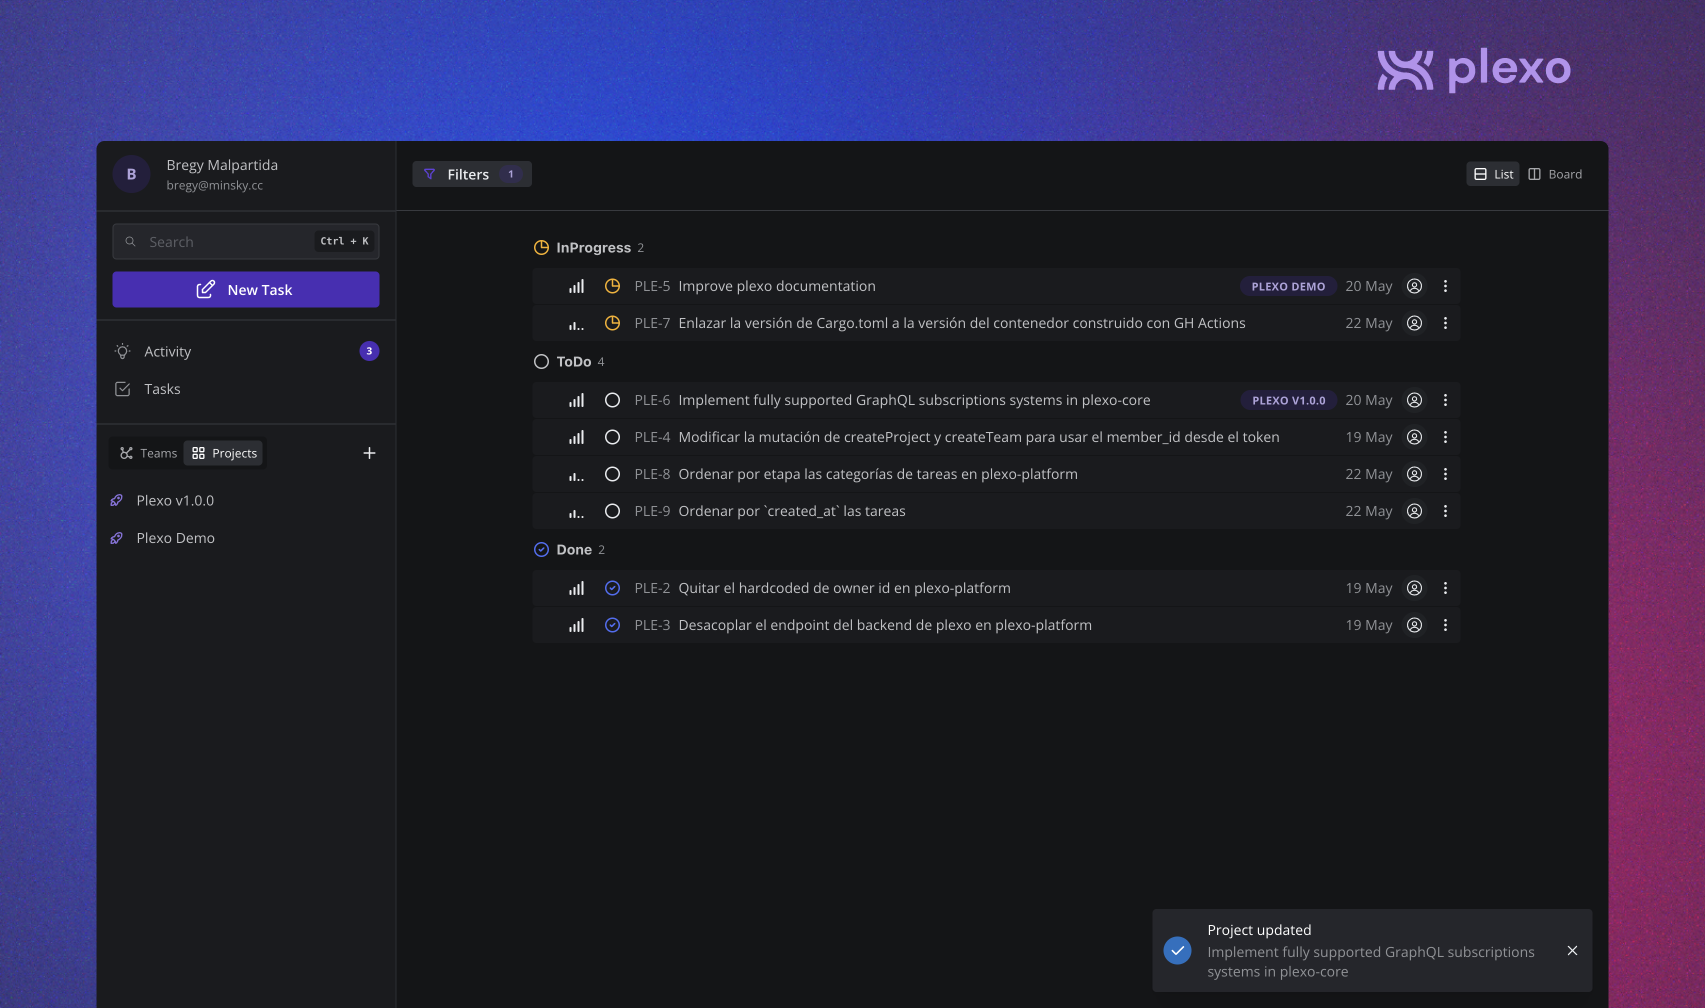 plexo
B
Bregy Malpartida
bregy@minsky.cc
Search
Ctrl + K
New Task
Activity
3
Tasks
Teams
Projects
+
Plexo v1.0.0
Plexo Demo
Filters 1
List
Board
InProgress 2
PLE-5 Improve plexo documentation PLEXO DEMO 20 May
PLE-7 Enlazar la versión de Cargo.toml a la versión del contenedor construido con GH Actions 22 May
ToDo 4
PLE-6 Implement fully supported GraphQL subscriptions systems in plexo-core PLEXO V1.0.0 20 May
PLE-4 Modificar la mutación de createProject y createTeam para usar el member_id desde el token 19 May
PLE-8 Ordenar por etapa las categorías de tareas en plexo-platform 22 May
PLE-9 Ordenar por `created_at` las tareas 22 May
Done 2
PLE-2 Quitar el hardcoded de owner id en plexo-platform 19 May
PLE-3 Desacoplar el endpoint del backend de plexo en plexo-platform 19 May
Project updated
Implement fully supported GraphQL subscriptions
systems in plexo-core